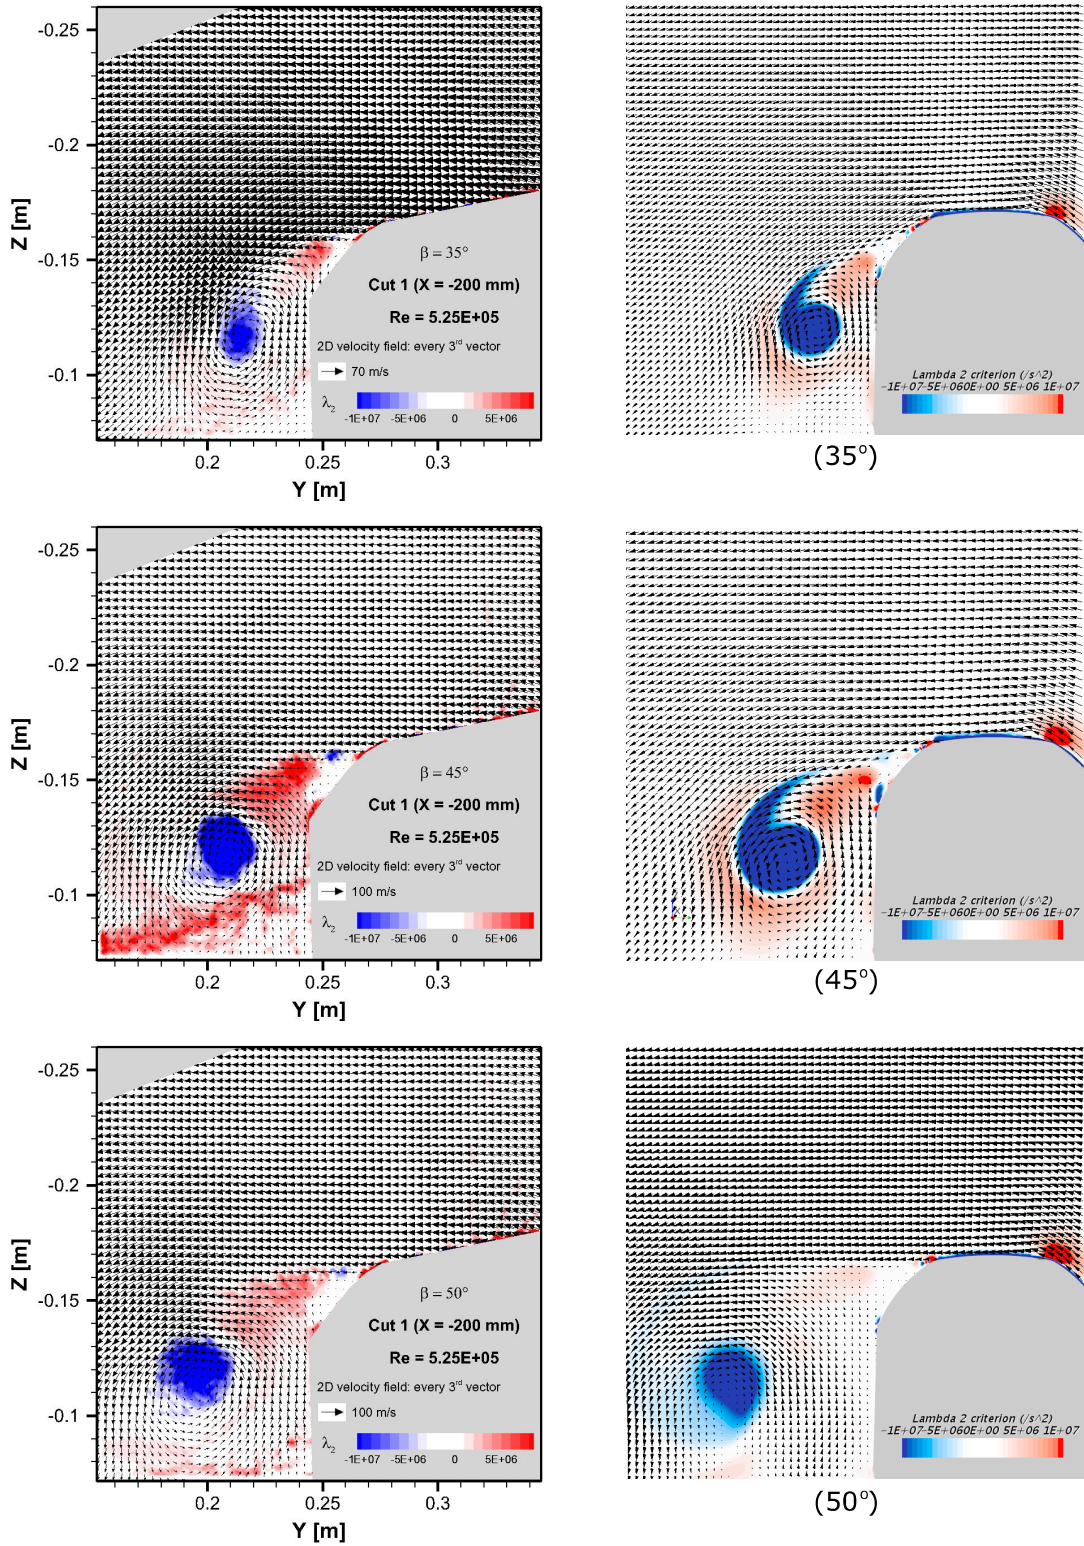 -0.25
-0.2
-0.15
-0.1
Z [m]
β = 35°
Cut 1 (X = -200 mm)
Re = 5.25E+05
2D velocity field: every 3rd vector
70 m/s
λ2
-1E+07 -5E+06 0 5E+06
0.2 0.25 0.3
Y [m]
Lambda 2 criterion (/s^2)
-1E+07-5E+060E+00 5E+06 1E+07
(35°)
-0.25
-0.2
-0.15
-0.1
Z [m]
β = 45°
Cut 1 (X = -200 mm)
Re = 5.25E+05
2D velocity field: every 3rd vector
100 m/s
λ2
-1E+07 -5E+06 0 5E+06
0.2 0.25 0.3
Y [m]
Lambda 2 criterion (/s^2)
-1E+07-5E+060E+00 5E+06 1E+07
(45°)
-0.25
-0.2
-0.15
-0.1
Z [m]
β = 50°
Cut 1 (X = -200 mm)
Re = 5.25E+05
2D velocity field: every 3rd vector
100 m/s
λ2
-1E+07 -5E+06 0 5E+06
0.2 0.25 0.3
Y [m]
Lambda 2 criterion (/s^2)
-1E+07-5E+060E+00 5E+06 1E+07
(50°)